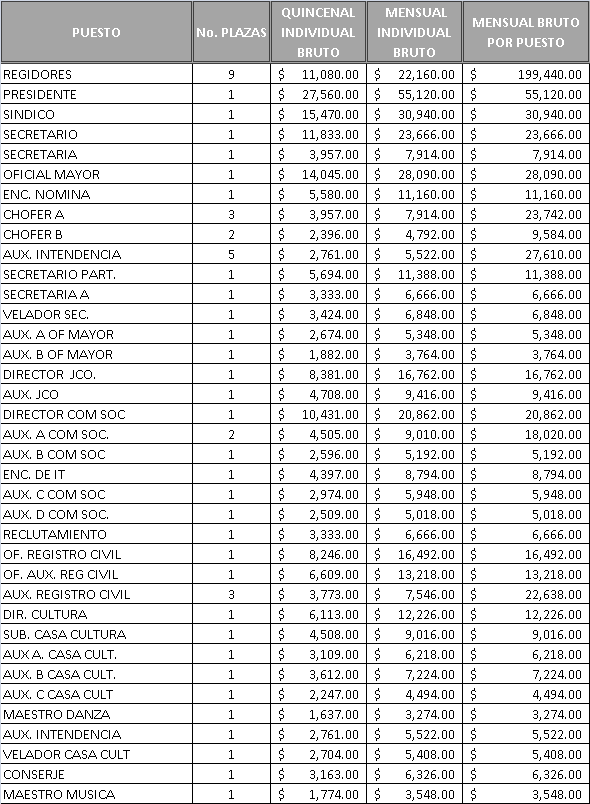 PUESTO No. PLAZAS QUINCENAL INDIVIDUAL BRUTO MENSUAL INDIVIDUAL BRUTO MENSUAL BRUTO POR PUESTO
REGIDORES 9 $ 11,080.00 $ 22,160.00 $ 199,440.00
PRESIDENTE 1 $ 27,560.00 $ 55,120.00 $ 55,120.00
SINDICO 1 $ 15,470.00 $ 30,940.00 $ 30,940.00
SECRETARIO 1 $ 11,833.00 $ 23,666.00 $ 23,666.00
SECRETARIA 1 $ 3,957.00 $ 7,914.00 $ 7,914.00
OFICIAL MAYOR 1 $ 14,045.00 $ 28,090.00 $ 28,090.00
ENC. NOMINA 1 $ 5,580.00 $ 11,160.00 $ 11,160.00
CHOFER A 3 $ 3,957.00 $ 7,914.00 $ 23,742.00
CHOFER B 2 $ 2,396.00 $ 4,792.00 $ 9,584.00
AUX. INTENDENCIA 5 $ 2,761.00 $ 5,522.00 $ 27,610.00
SECRETARIO PART. 1 $ 5,694.00 $ 11,388.00 $ 11,388.00
SECRETARIA A 1 $ 3,333.00 $ 6,666.00 $ 6,666.00
VELADOR SEC. 1 $ 3,424.00 $ 6,848.00 $ 6,848.00
AUX. A OF MAYOR 1 $ 2,674.00 $ 5,348.00 $ 5,348.00
AUX. B OF MAYOR 1 $ 1,882.00 $ 3,764.00 $ 3,764.00
DIRECTOR JCO. 1 $ 8,381.00 $ 16,762.00 $ 16,762.00
AUX. JCO 1 $ 4,708.00 $ 9,416.00 $ 9,416.00
DIRECTOR COM SOC 1 $ 10,431.00 $ 20,862.00 $ 20,862.00
AUX. A COM SOC. 2 $ 4,505.00 $ 9,010.00 $ 18,020.00
AUX. B COM SOC 1 $ 2,596.00 $ 5,192.00 $ 5,192.00
ENC. DE IT 1 $ 4,397.00 $ 8,794.00 $ 8,794.00
AUX. C COM SOC 1 $ 2,974.00 $ 5,948.00 $ 5,948.00
AUX. D COM SOC. 1 $ 2,509.00 $ 5,018.00 $ 5,018.00
RECLUTAMIENTO 1 $ 3,333.00 $ 6,666.00 $ 6,666.00
OF. REGISTRO CIVIL 1 $ 8,246.00 $ 16,492.00 $ 16,492.00
OF. AUX. REG CIVIL 1 $ 6,609.00 $ 13,218.00 $ 13,218.00
AUX. REGISTRO CIVIL 3 $ 3,773.00 $ 7,546.00 $ 22,638.00
DIR. CULTURA 1 $ 6,113.00 $ 12,226.00 $ 12,226.00
SUB. CASA CULTURA 1 $ 4,508.00 $ 9,016.00 $ 9,016.00
AUX A. CASA CULT. 1 $ 3,109.00 $ 6,218.00 $ 6,218.00
AUX. B CASA CULT. 1 $ 3,612.00 $ 7,224.00 $ 7,224.00
AUX. C CASA CULT 1 $ 2,247.00 $ 4,494.00 $ 4,494.00
MAESTRO DANZA 1 $ 1,637.00 $ 3,274.00 $ 3,274.00
AUX. INTENDENCIA 1 $ 2,761.00 $ 5,522.00 $ 5,522.00
VELADOR CASA CULT 1 $ 2,704.00 $ 5,408.00 $ 5,408.00
CONSERJE 1 $ 3,163.00 $ 6,326.00 $ 6,326.00
MAESTRO MUSICA 1 $ 1,774.00 $ 3,548.00 $ 3,548.00